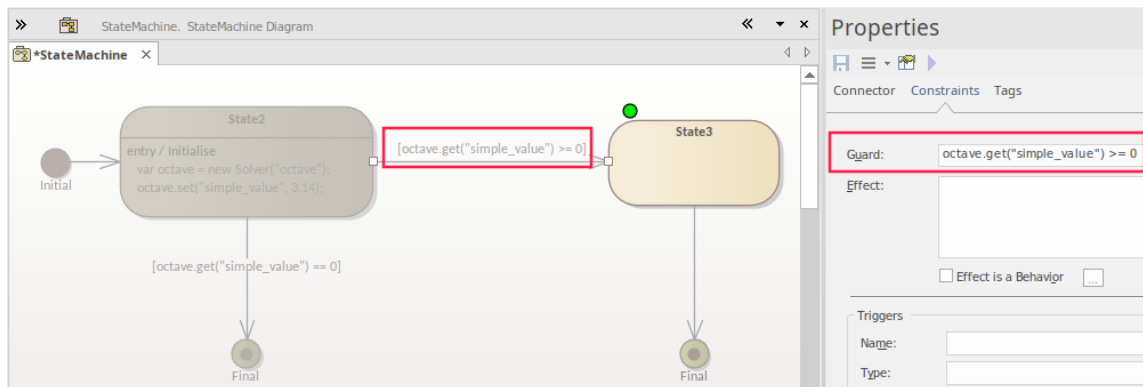 StateMachine. StateMachine Diagram
*StateMachine
State2
entry / Initialise
var octave = new Solver("octave");
octave.set("simple_value", 3.14);
Initial
[octave.get("simple_value") >= 0]
State3
[octave.get("simple_value") == 0]
Final
Final
Properties
Connector Constraints Tags
Guard: octave.get("simple_value") >= 0
Effect:
Effect is a Behavior ...
Triggers
Name:
Type: